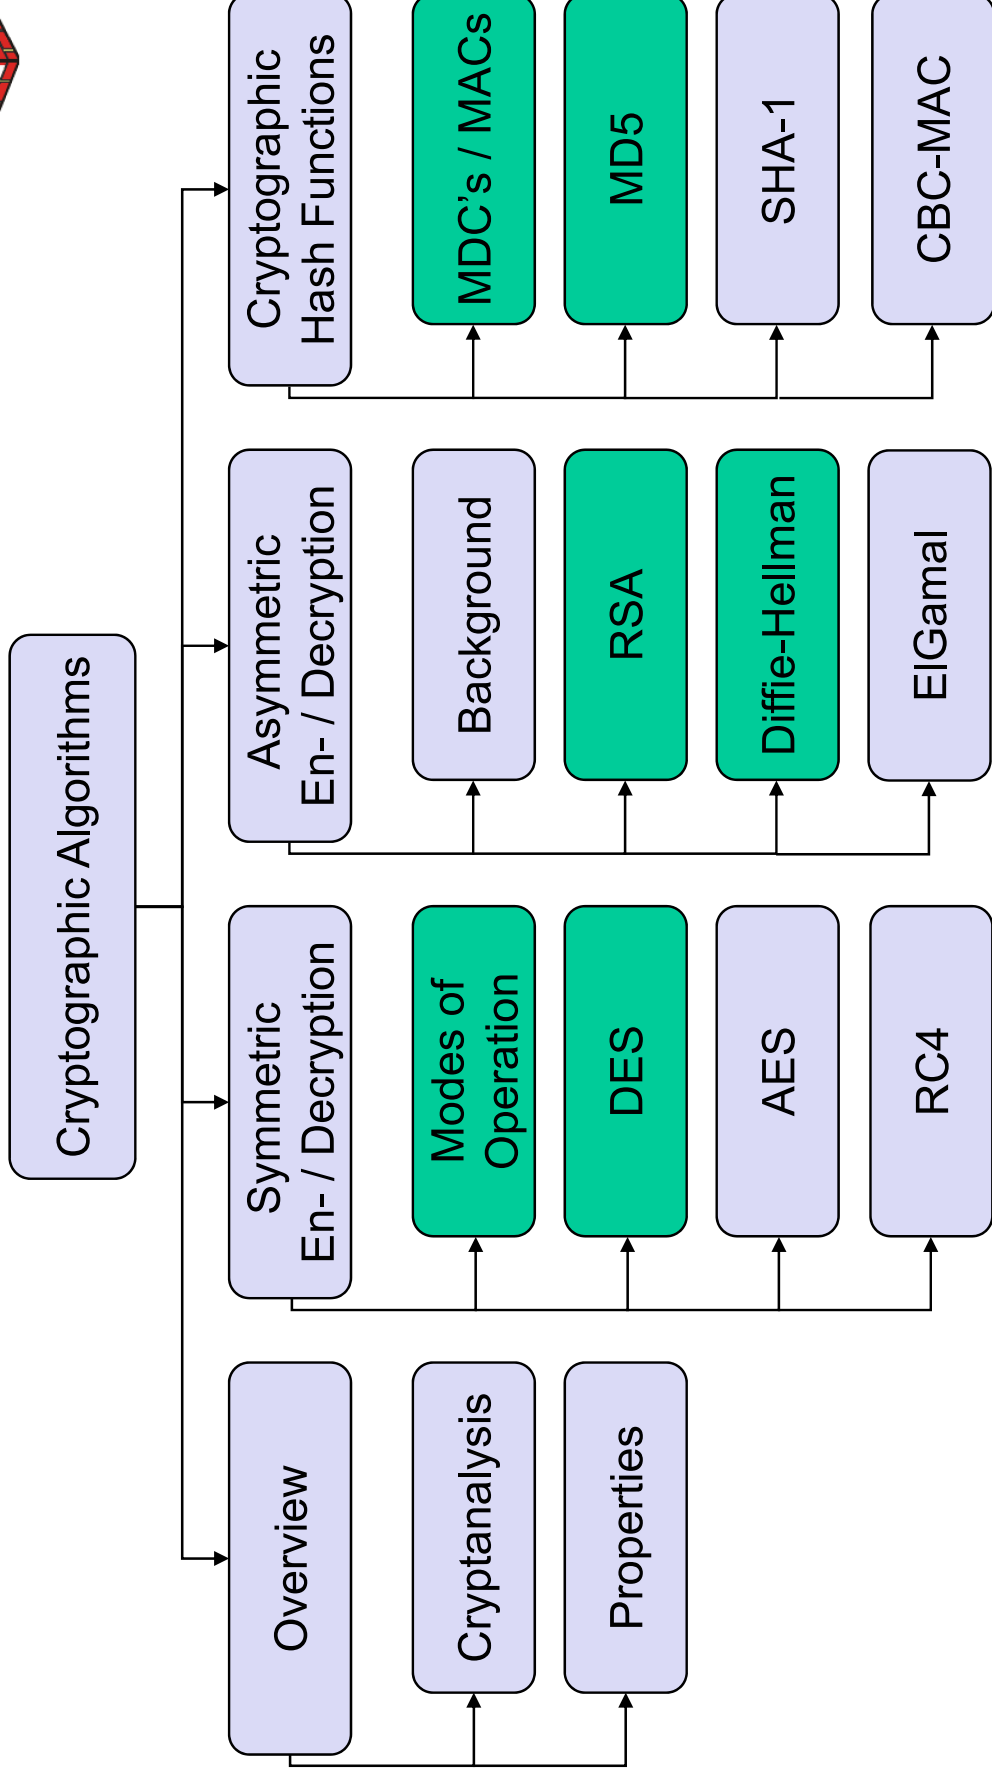 Cryptographic Algorithms
Overview
Cryptanalysis
Properties
Symmetric
En- / Decryption
Modes of
Operation
DES
AES
RC4
Asymmetric
En- / Decryption
Background
RSA
Diffie-Hellman
ElGamal
Cryptographic
Hash Functions
MDC’s / MACs
MD5
SHA-1
CBC-MAC